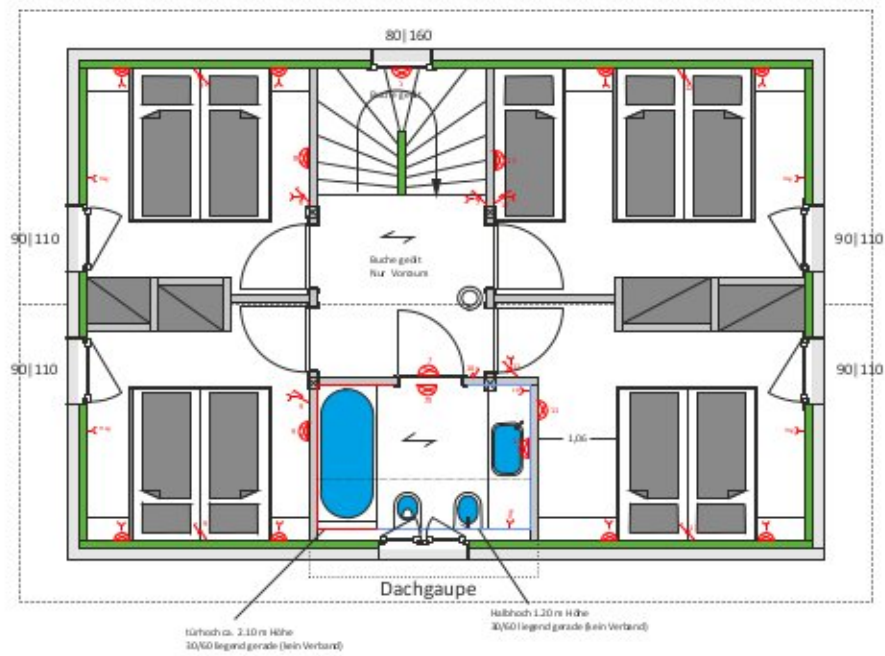 80|160
Buche geölt
90|110
90|110
Buche geölt
Nur Vorraum
90|110
90|110
1,06
Dachgaupe
türhoch ca. 2.10 m Höhe
30/60 liegend gerade (kein Verband)
Halbhoch 1.20 m Höhe
30/60 liegend gerade (kein Verband)